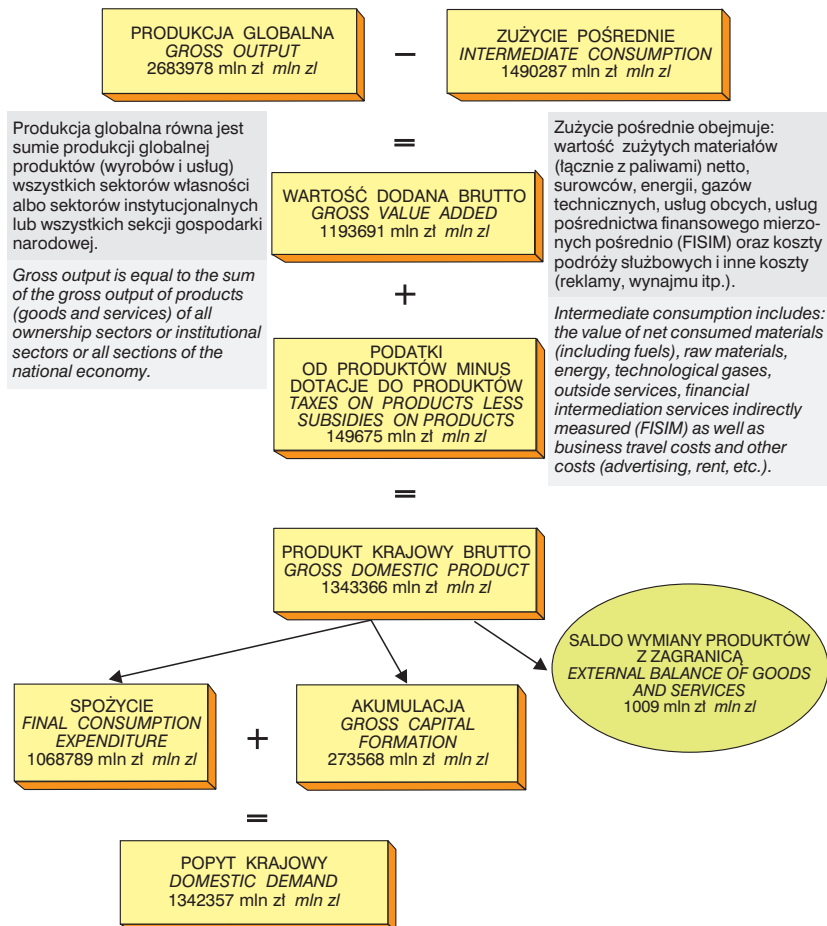 PRODUKCJA GLOBALNA
GROSS OUTPUT
2683978 mln zł mln zl
–
ZUŻYCIE POŚREDNIE
INTERMEDIATE CONSUMPTION
1490287 mln zł mln zl
Produkcja globalna równa jest
sumie produkcji globalnej
produktów (wyrobów i usług)
wszystkich sektorów własności
albo sektorów instytucjonalnych
lub wszystkich sekcji gospodarki
narodowej.
Gross output is equal to the sum
of the gross output of products
(goods and services) of all
ownership sectors or institutional
sectors or all sections of the
national economy.
=
WARTOŚĆ DODANA BRUTTO
GROSS VALUE ADDED
1193691 mln zł mln zl
+
PODATKI
OD PRODUKTÓW MINUS
DOTACJE DO PRODUKTÓW
TAXES ON PRODUCTS LESS
SUBSIDIES ON PRODUCTS
149675 mln zł mln zl
Zużycie pośrednie obejmuje:
wartość zużytych materiałów
(łącznie z paliwami) netto,
surowców, energii, gazów
technicznych, usług obcych, usług
pośrednictwa finansowego mierzo-
nych pośrednio (FISIM) oraz koszty
podróży służbowych i inne koszty
(reklamy, wynajmu itp.).
Intermediate consumption includes:
the value of net consumed materials
(including fuels), raw materials,
energy, technological gases,
outside services, financial
intermediation services indirectly
measured (FISIM) as well as
business travel costs and other
costs (advertising, rent, etc.).
=
PRODUKT KRAJOWY BRUTTO
GROSS DOMESTIC PRODUCT
1343366 mln zł mln zl
SALDO WYMIANY PRODUKTÓW
Z ZAGRANICĄ
EXTERNAL BALANCE OF GOODS
AND SERVICES
1009 mln zł mln zl
SPOŻYCIE
FINAL CONSUMPTION
EXPENDITURE
1068789 mln zł mln zl
+
AKUMULACJA
GROSS CAPITAL
FORMATION
273568 mln zł mln zl
=
POPYT KRAJOWY
DOMESTIC DEMAND
1342357 mln zł mln zl